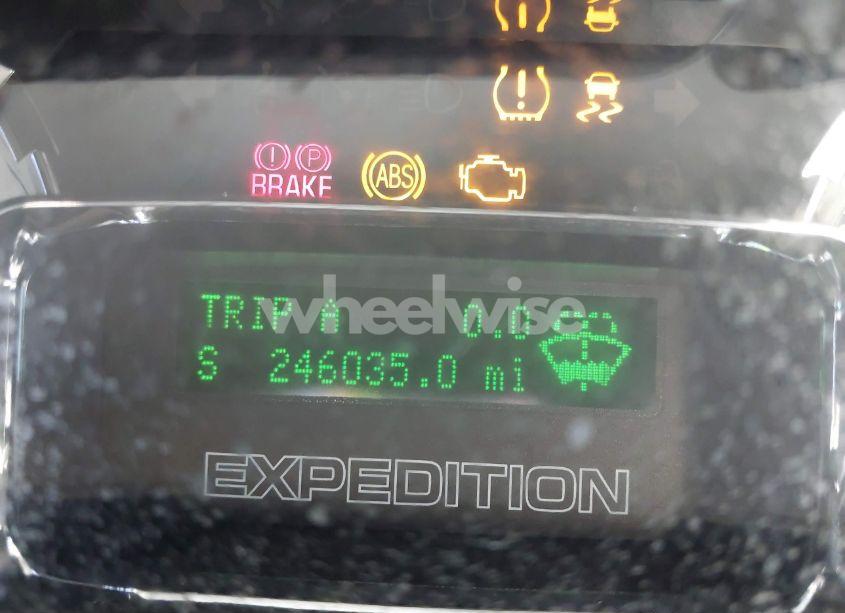 (!) (P)
BRAKE
ABS
wheelwise
TRIP A 0.0
S 246035.0 mi
EXPEDITION